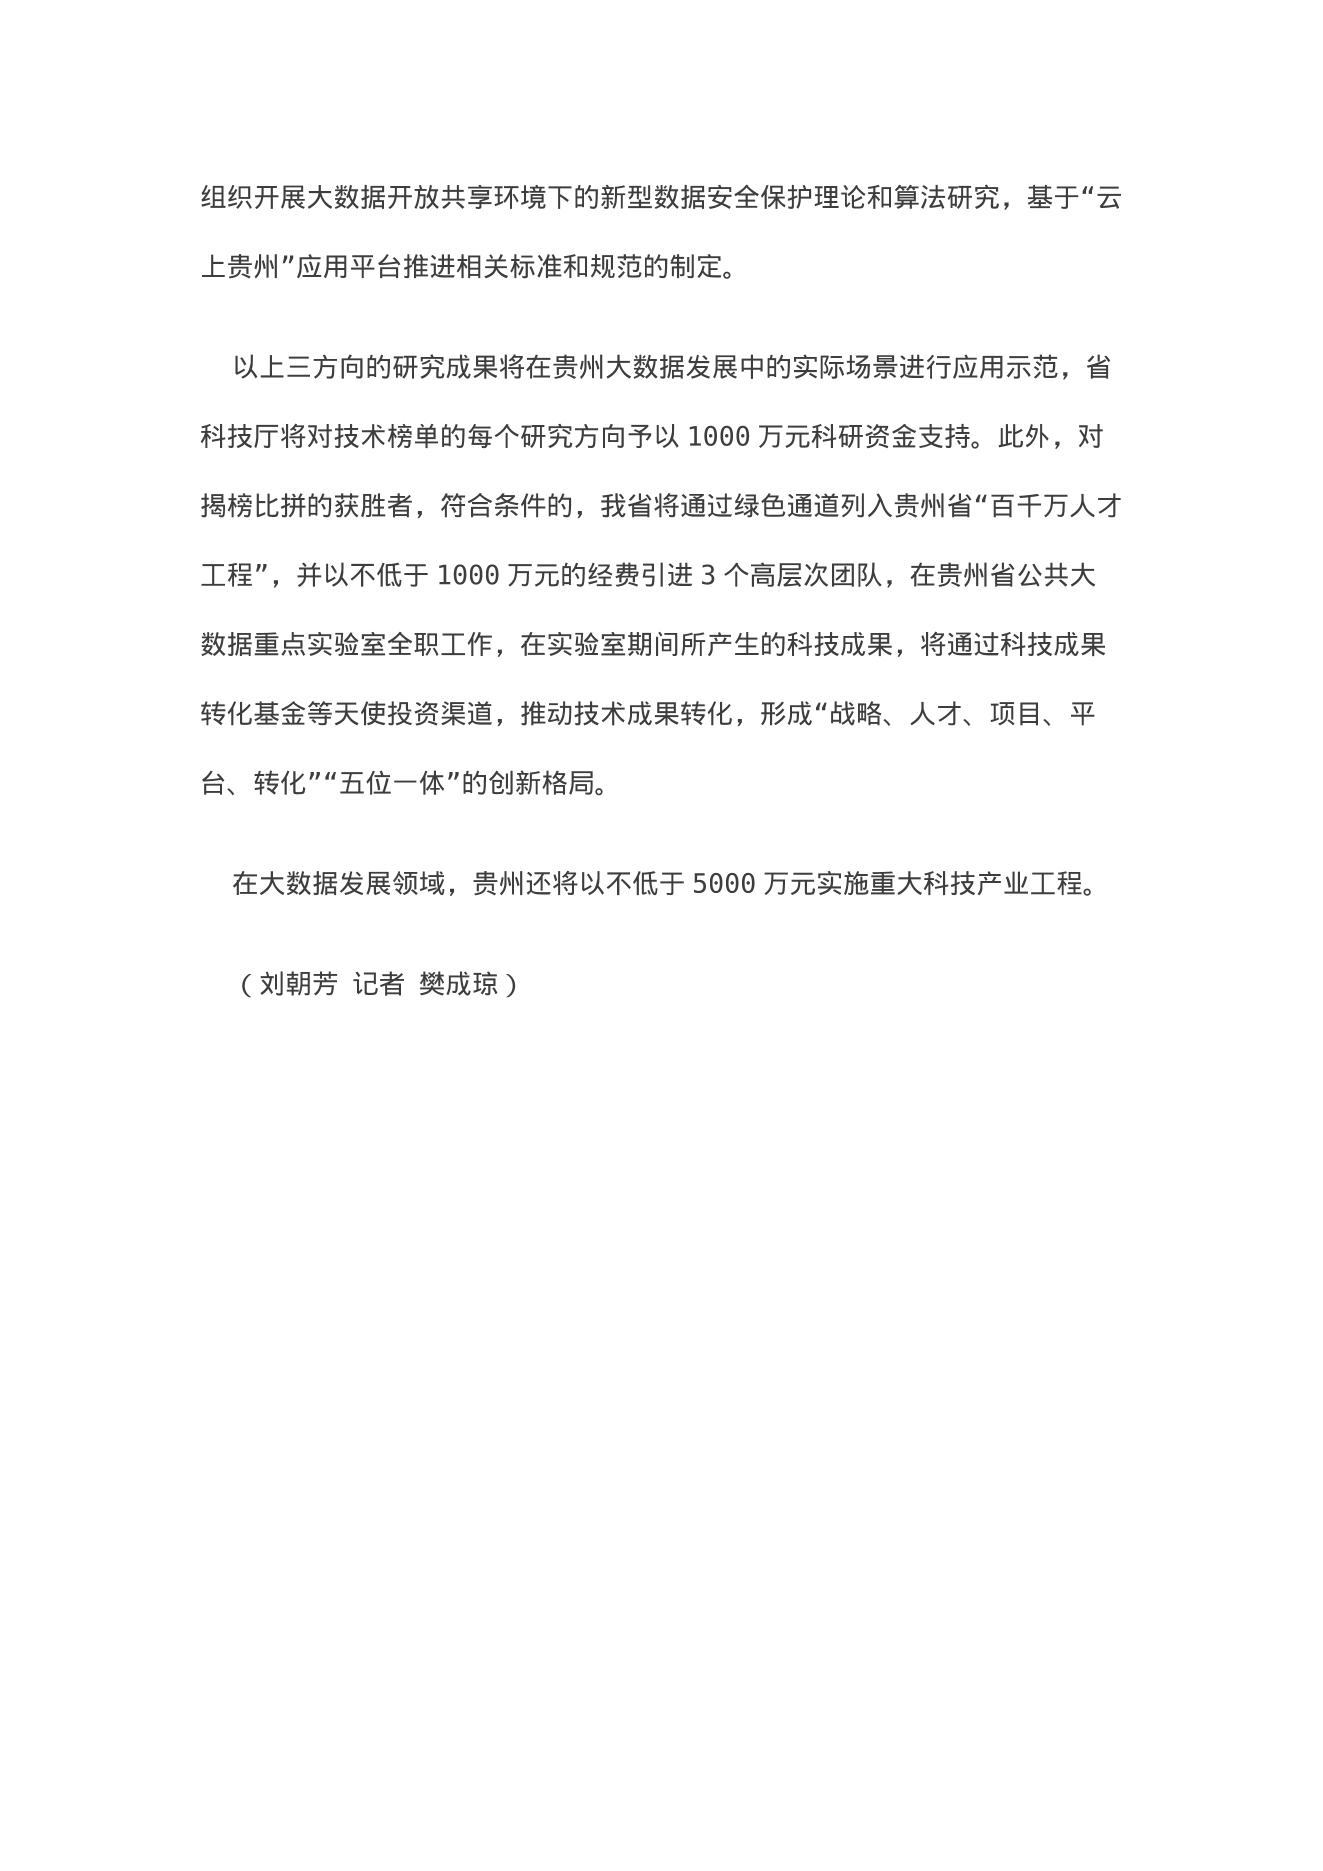 组织开展大数据开放共享环境下的新型数据安全保护理论和算法研究，基于“云
上贵州”应用平台推进相关标准和规范的制定。
以上三方向的研究成果将在贵州大数据发展中的实际场景进行应用示范，省
科技厅将对技术榜单的每个研究方向予以 1000 万元科研资金支持。此外，对
揭榜比拼的获胜者，符合条件的，我省将通过绿色通道列入贵州省“百千万人才
工程”，并以不低于 1000 万元的经费引进 3 个高层次团队，在贵州省公共大
数据重点实验室全职工作，在实验室期间所产生的科技成果，将通过科技成果
转化基金等天使投资渠道，推动技术成果转化，形成“战略、人才、项目、平
台、转化”“五位一体”的创新格局。
在大数据发展领域，贵州还将以不低于 5000 万元实施重大科技产业工程。
（刘朝芳 记者 樊成琼）